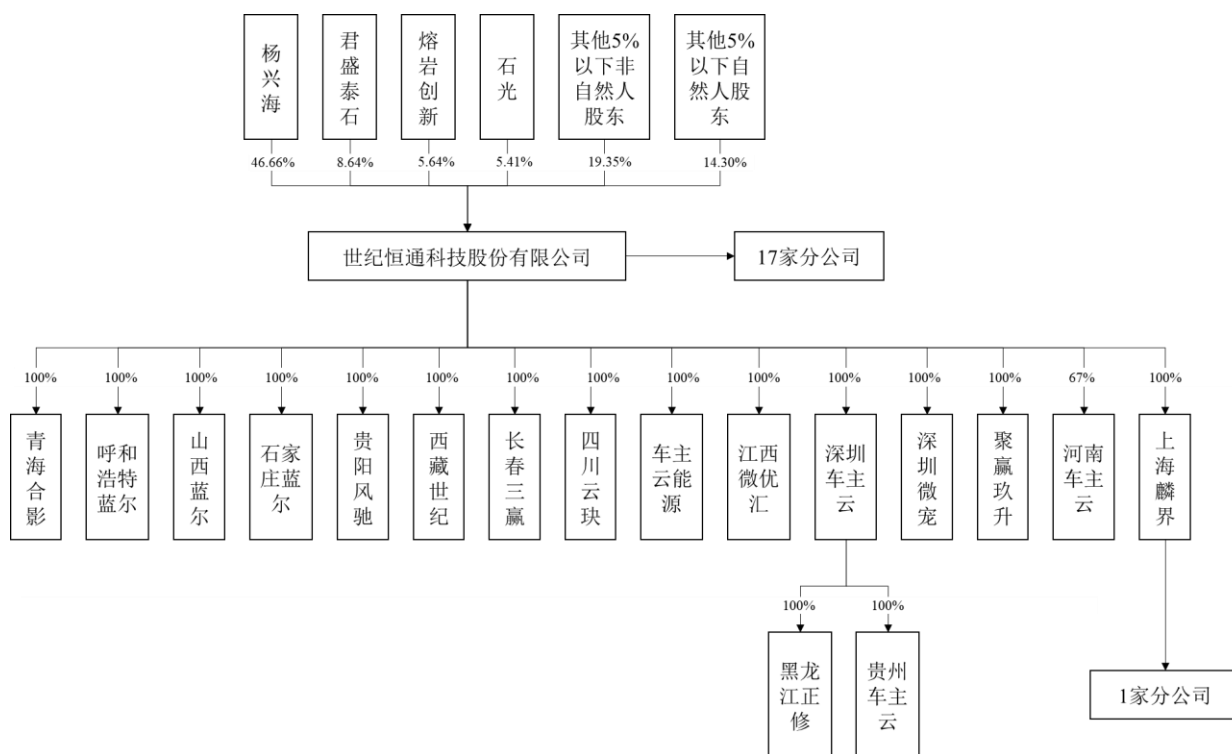 杨兴海
君盛泰石
熔岩创新
石光
其他5%
以下非
自然人
股东
其他5%
以下自
然人股
东
46.66%
8.64%
5.64%
5.41%
19.35%
14.30%
世纪恒通科技股份有限公司
17家分公司
100%
100%
100%
100%
100%
100%
100%
100%
100%
100%
100%
100%
100%
67%
100%
青海合影
呼和
浩特
蓝尔
山西蓝尔
石家
庄蓝
尔
贵阳风驰
西藏世纪
长春三赢
四川云玦
车主
云能
源
江西
微优
汇
深圳
车主
云
深圳微宠
聚赢玖升
河南
车主
云
上海麟界
100%
100%
黑龙
江正
修
贵州
车主
云
1家分公司